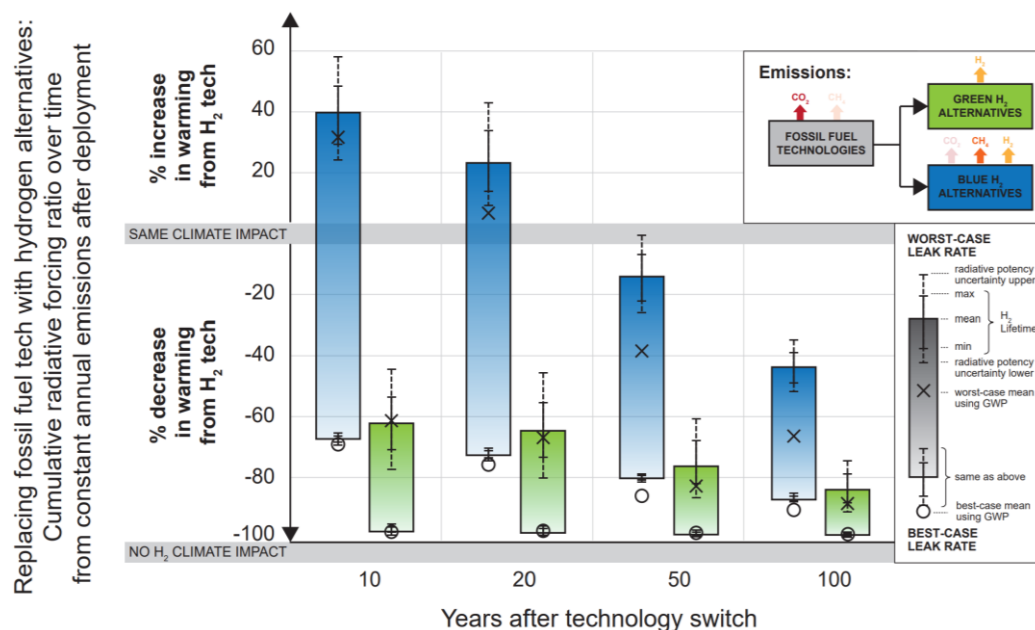 Replacing fossil fuel tech with hydrogen alternatives:
Cumulative radiative forcing ratio over time
from constant annual emissions after deployment
% increase
in warming
from H2 tech
% decrease
in warming
from H2 tech
60
40
20
SAME CLIMATE IMPACT
-20
-40
-60
-80
-100
NO H2 CLIMATE IMPACT
10
20
50
100
Years after technology switch
Emissions:
CO2
CH4
FOSSIL FUEL
TECHNOLOGIES
H2
GREEN H2
ALTERNATIVES
CO2
CH4
H2
BLUE H2
ALTERNATIVES
WORST-CASE
LEAK RATE
radiative potency
uncertainty upper
max
mean
min
H2
Lifetime
radiative potency
uncertainty lower
worst-case mean
using GWP
same as above
best-case mean
using GWP
BEST-CASE
LEAK RATE